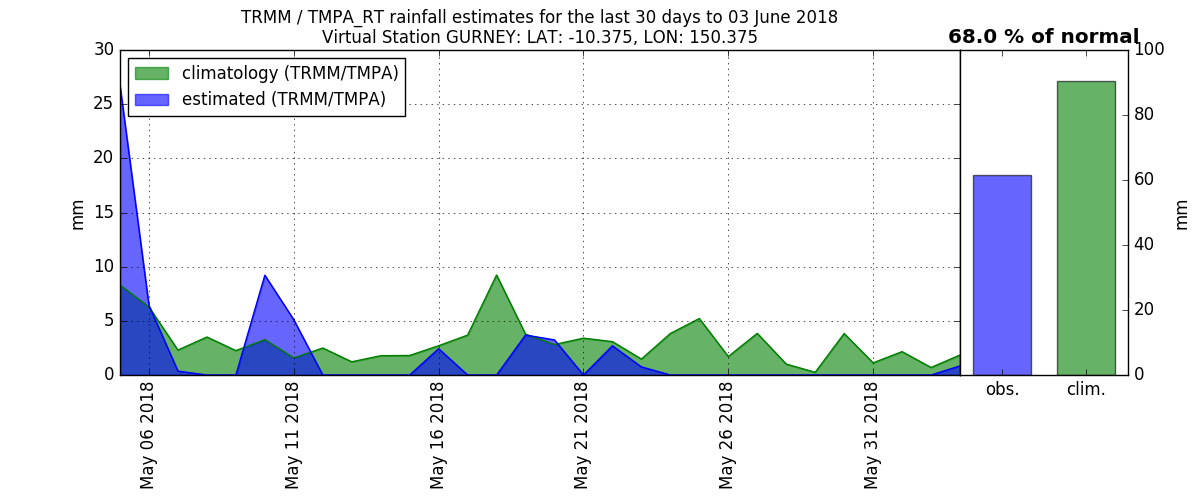 TRMM / TMPA_RT rainfall estimates for the last 30 days to 03 June 2018
Virtual Station GURNEY: LAT: -10.375, LON: 150.375
68.0 % of normal
climatology (TRMM/TMPA)
estimated (TRMM/TMPA)
30
25
20
15
10
5
0
mm
May 06 2018
May 11 2018
May 16 2018
May 21 2018
May 26 2018
May 31 2018
100
80
60
40
20
0
mm
obs.
clim.